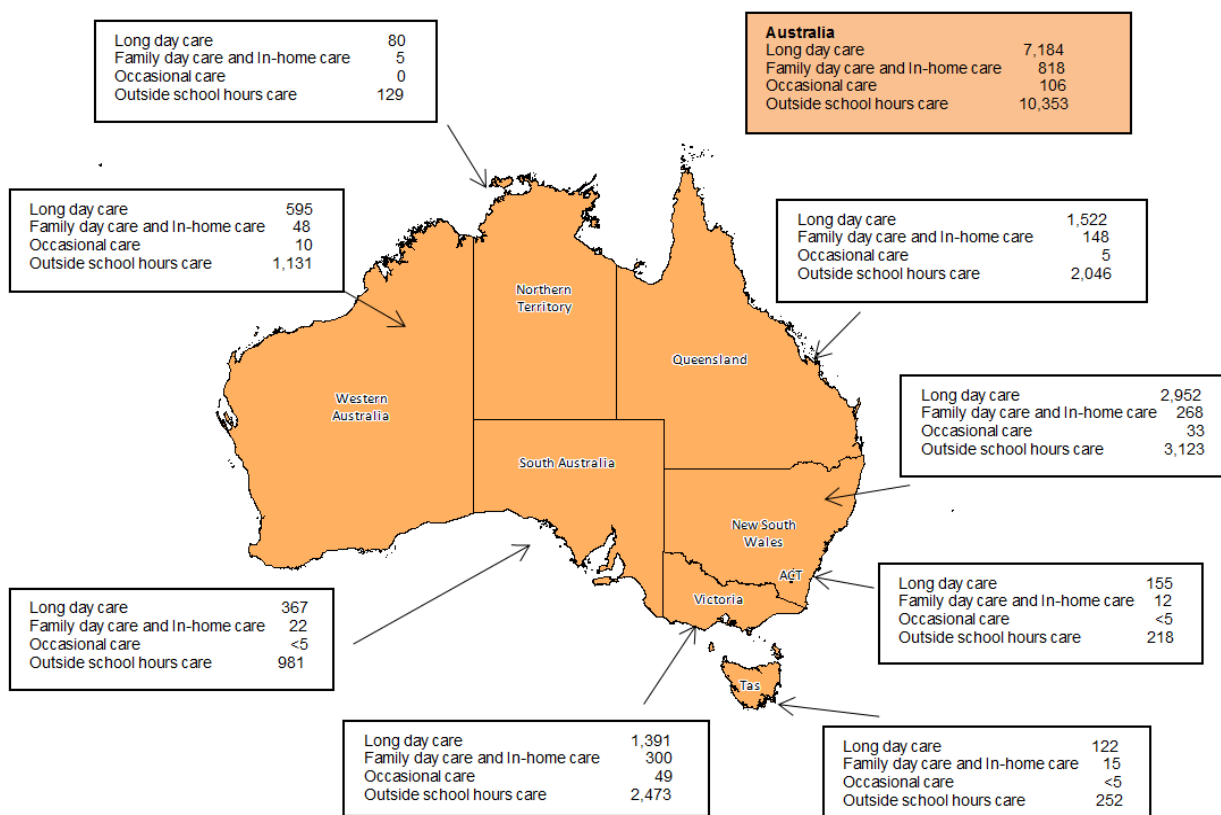 Long day care 80
Family day care and In-home care 5
Occasional care 0
Outside school hours care 129
Australia
Long day care 7,184
Family day care and In-home care 818
Occasional care 106
Outside school hours care 10,353
Long day care 595
Family day care and In-home care 48
Occasional care 10
Outside school hours care 1,131
Long day care 1,522
Family day care and In-home care 148
Occasional care 5
Outside school hours care 2,046
Northern
Territory
Queensland
Western
Australia
Long day care 2,952
Family day care and In-home care 268
Occasional care 33
Outside school hours care 3,123
South Australia
New South
Wales
ACT
Victoria
Tas
Long day care 367
Family day care and In-home care 22
Occasional care <5
Outside school hours care 981
Long day care 155
Family day care and In-home care 12
Occasional care <5
Outside school hours care 218
Long day care 1,391
Family day care and In-home care 300
Occasional care 49
Outside school hours care 2,473
Long day care 122
Family day care and In-home care 15
Occasional care <5
Outside school hours care 252